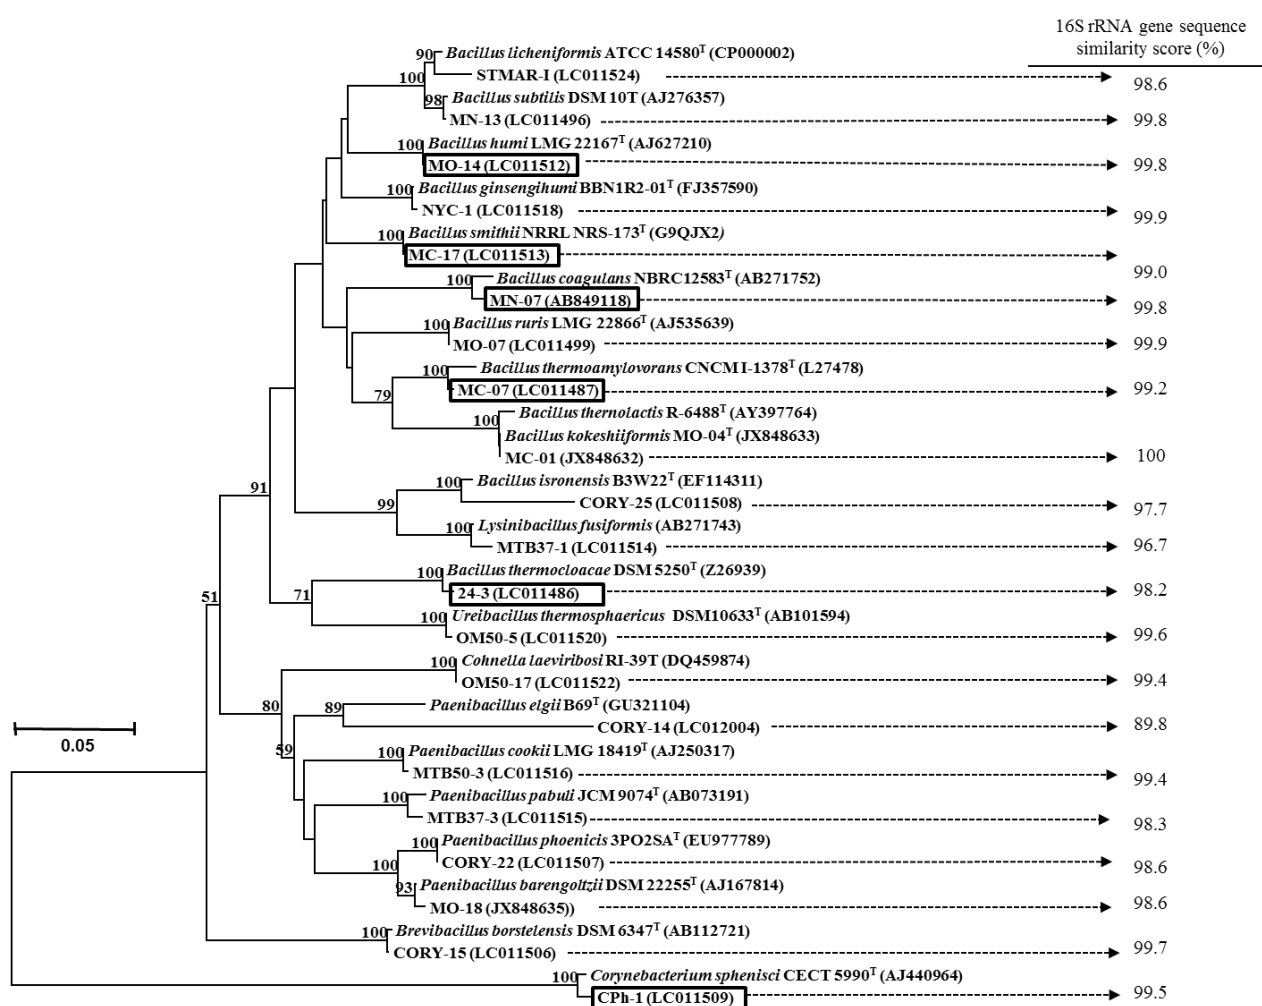 16S rRNA gene sequence
similarity score (%)
90 Bacillus licheniformis ATCC 14580ᵀ (CP000002)
100 STMAR-I (LC011524) 98.6
98 Bacillus subtilis DSM 10T (AJ276357)
MN-13 (LC011496) 99.8
100 Bacillus humi LMG 22167ᵀ (AJ627210)
MO-14 (LC011512) 99.8
100 Bacillus ginsengihumi BBN1R2-01ᵀ (FJ357590)
NYC-1 (LC011518) 99.9
100 Bacillus smithii NRRL NRS-173ᵀ (G9QJX2)
MC-17 (LC011513) 99.0
100 Bacillus coagulans NBRC12583ᵀ (AB271752)
MN-07 (AB849118) 99.8
100 Bacillus ruris LMG 22866ᵀ (AJ535639)
MO-07 (LC011499) 99.9
100 Bacillus thermoamylovorans CNCM I-1378ᵀ (L27478)
79 MC-07 (LC011487) 99.2
100 Bacillus thernolactis R-6488ᵀ (AY397764)
Bacillus kokeshiiformis MO-04ᵀ (JX848633)
MC-01 (JX848632) 100
91 100 Bacillus isronensis B3W22ᵀ (EF114311)
99 CORY-25 (LC011508) 97.7
100 Lysinibacillus fusiformis (AB271743)
MTB37-1 (LC011514) 96.7
100 Bacillus thermocloacae DSM 5250ᵀ (Z26939)
51 71 24-3 (LC011486) 98.2
100 Ureibacillus thermosphaericus DSM10633ᵀ (AB101594)
OM50-5 (LC011520) 99.6
100 Cohnella laeviribosi RI-39T (DQ459874)
OM50-17 (LC011522) 99.4
80 89 Paenibacillus elgii B69ᵀ (GU321104)
CORY-14 (LC012004) 89.8
0.05
59 100 Paenibacillus cookii LMG 18419ᵀ (AJ250317)
MTB50-3 (LC011516) 99.4
100 Paenibacillus pabuli JCM 9074ᵀ (AB073191)
MTB37-3 (LC011515) 98.3
100 Paenibacillus phoenicis 3PO2SAᵀ (EU977789)
100 CORY-22 (LC011507) 98.6
93 Paenibacillus barengoltzii DSM 22255ᵀ (AJ167814)
MO-18 (JX848635)) 98.6
100 Brevibacillus borstelensis DSM 6347ᵀ (AB112721)
CORY-15 (LC011506) 99.7
100 Corynebacterium sphenisci CECT 5990ᵀ (AJ440964)
CPh-1 (LC011509) 99.5